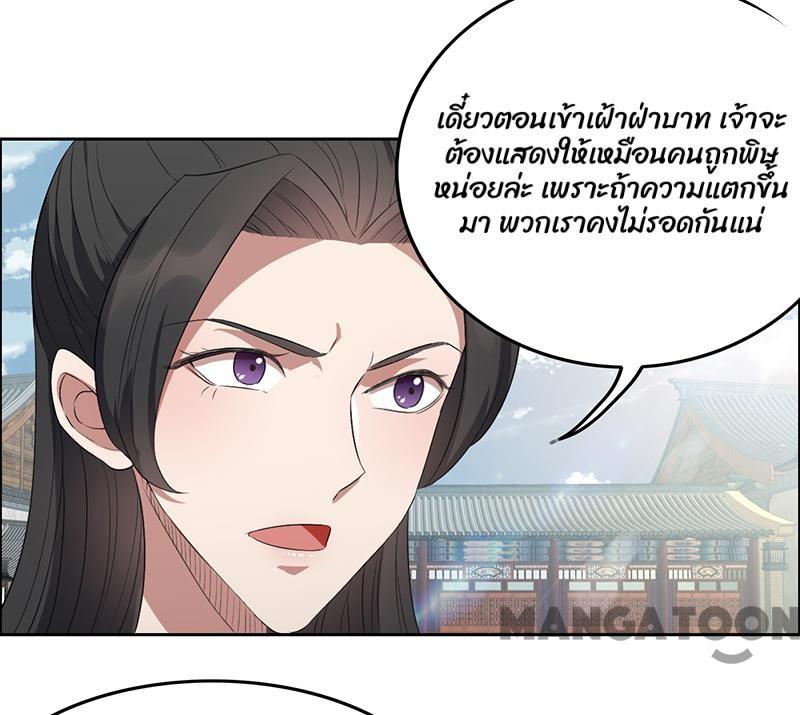 เดี๋ยวตอนเข้าเฝ้าฝ่าบาท เจ้าจะ
ต้องแสดงให้เหมือนคนถูกพิษ
หน่อยล่ะ เพราะถ้าความแตกขึ้น
มา พวกเราคงไม่รอดกันแน่
MANGATOON